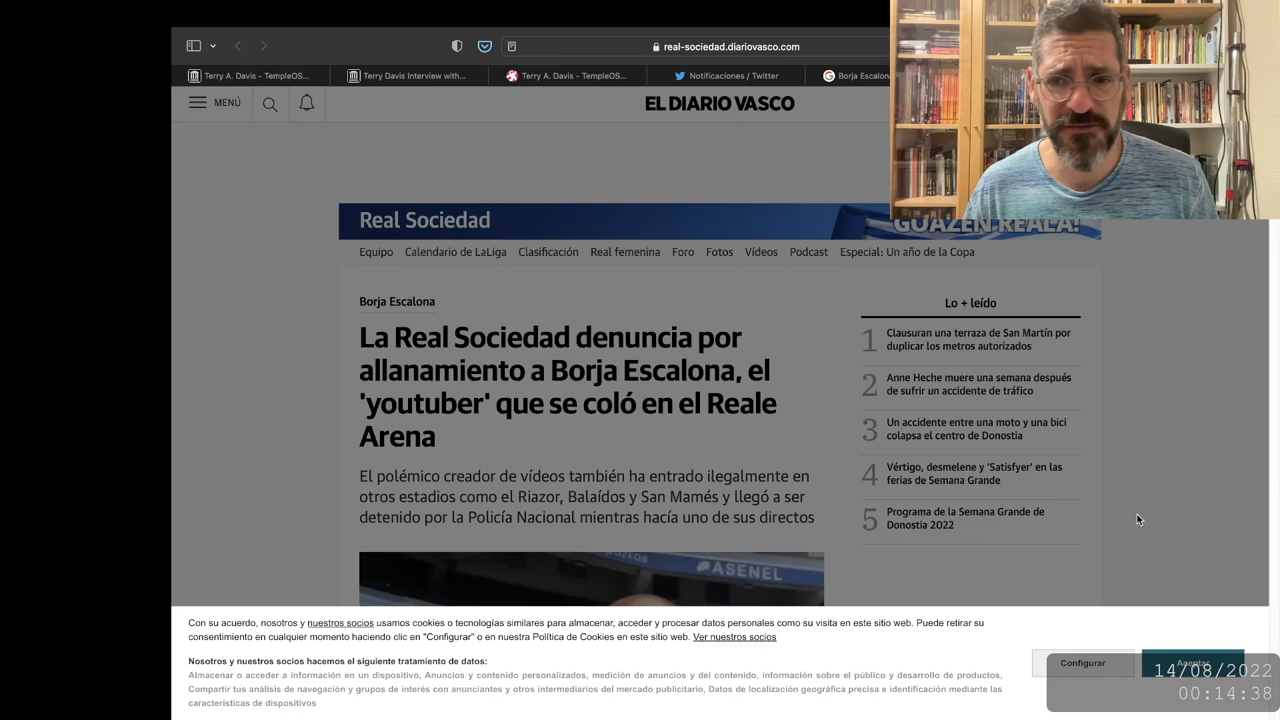 real-sociedad.diariovasco.com
Terry A. Davis - TempleOS...
Terry Davis Interview with...
Terry A. Davis - TempleOS...
Notificaciones / Twitter
Borja Escalon
MENÚ
EL DIARIO VASCO
Real Sociedad
GOAZEN REALA!
Equipo
Calendario de LaLiga
Clasificación
Real femenina
Foro
Fotos
Vídeos
Podcast
Especial: Un año de la Copa
Borja Escalona
La Real Sociedad denuncia por
allanamiento a Borja Escalona, el
'youtuber' que se coló en el Reale
Arena
El polémico creador de vídeos también ha entrado ilegalmente en
otros estadios como el Riazor, Balaídos y San Mamés y llegó a ser
detenido por la Policía Nacional mientras hacía uno de sus directos
Lo + leído
1
Clausuran una terraza de San Martín por
duplicar los metros autorizados
2
Anne Heche muere una semana después
de sufrir un accidente de tráfico
3
Un accidente entre una moto y una bici
colapsa el centro de Donostia
4
Vértigo, desmelene y 'Satisfyer' en las
ferias de Semana Grande
5
Programa de la Semana Grande de
Donostia 2022
ASENEL
Con su acuerdo, nosotros y nuestros socios usamos cookies o tecnologías similares para almacenar, acceder y procesar datos personales como su visita en este sitio web. Puede retirar su
consentimiento en cualquier momento haciendo clic en "Configurar" o en nuestra Política de Cookies en este sitio web. Ver nuestros socios
Nosotros y nuestros socios hacemos el siguiente tratamiento de datos:
Almacenar o acceder a información en un dispositivo, Anuncios y contenido personalizados, medición de anuncios y del contenido, información sobre el público y desarrollo de productos,
Compartir tus análisis de navegación y grupos de interés con anunciantes y otros intermediarios del mercado publicitario, Datos de localización geográfica precisa e identificación mediante las
características de dispositivos
Configurar
Aceptar
14/08/2022
00:14:38